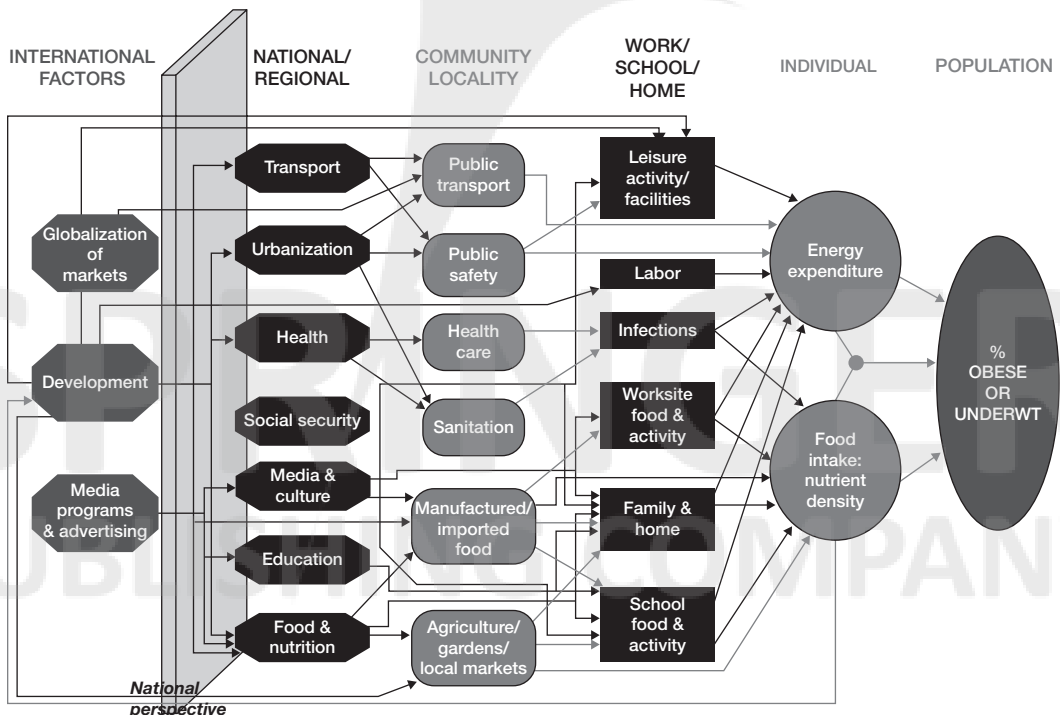 INTERNATIONAL
FACTORS
NATIONAL/
REGIONAL
COMMUNITY
LOCALITY
WORK/
SCHOOL/
HOME
INDIVIDUAL
POPULATION
Globalization
of
markets
Development
Media
programs
& advertising
Transport
Urbanization
Health
Social security
Media &
culture
Education
Food &
nutrition
National
perspective
Public
transport
Public
safety
Health
care
Sanitation
Manufactured/
imported
food
Agriculture/
gardens/
local markets
Leisure
activity/
facilities
Labor
Infections
Worksite
food &
activity
Family &
home
School
food &
activity
Energy
expenditure
Food
intake:
nutrient
density
%
OBESE
OR
UNDERWT
SPRINGER
PUBLISHING COMPAN